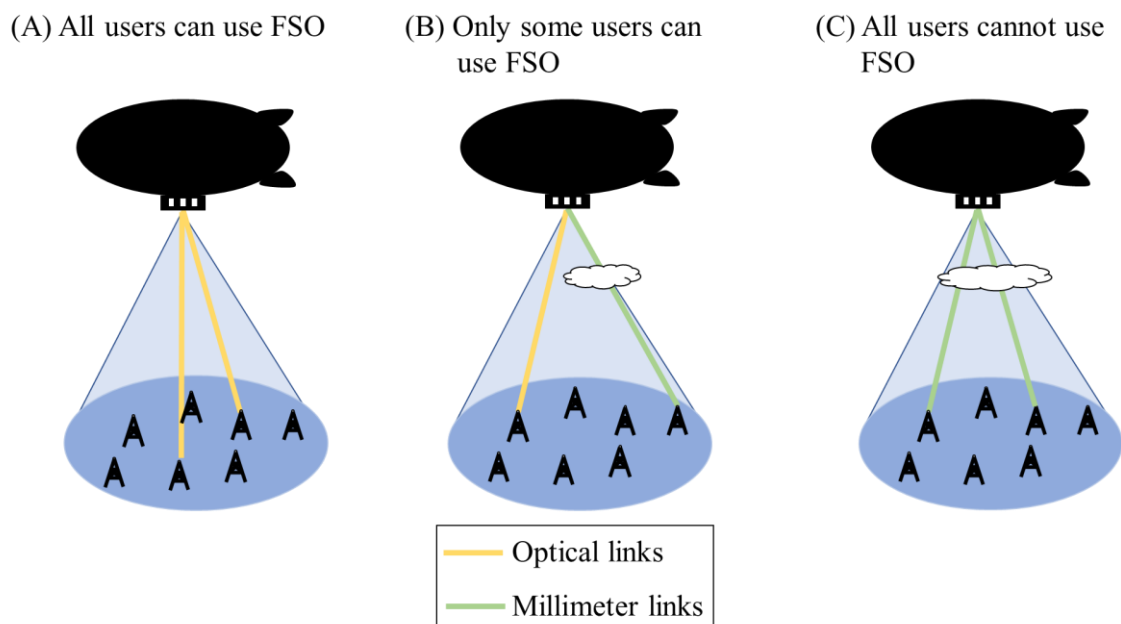 (A) All users can use FSO
(B) Only some users can
use FSO
(C) All users cannot use
FSO
Optical links
Millimeter links